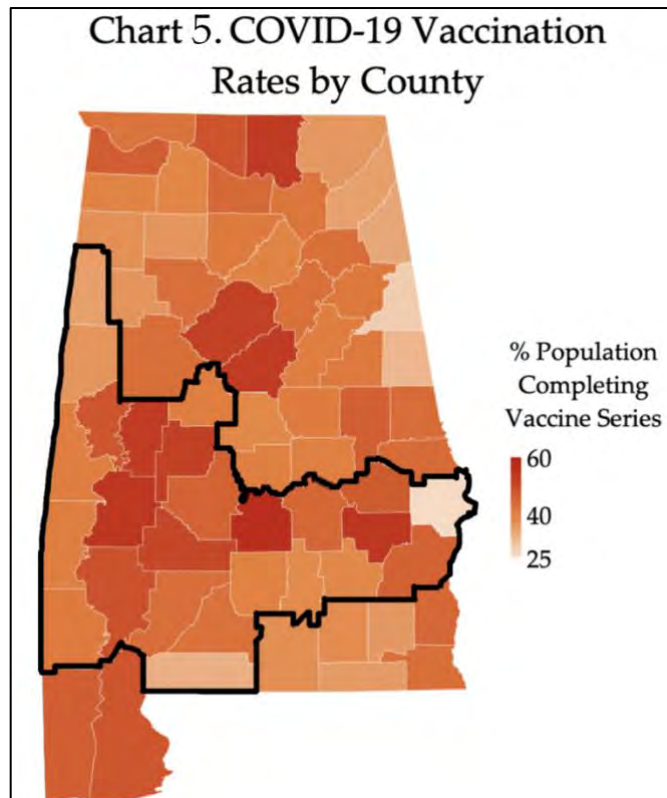 Chart 5. COVID-19 Vaccination
Rates by County
% Population
Completing
Vaccine Series
60
40
25